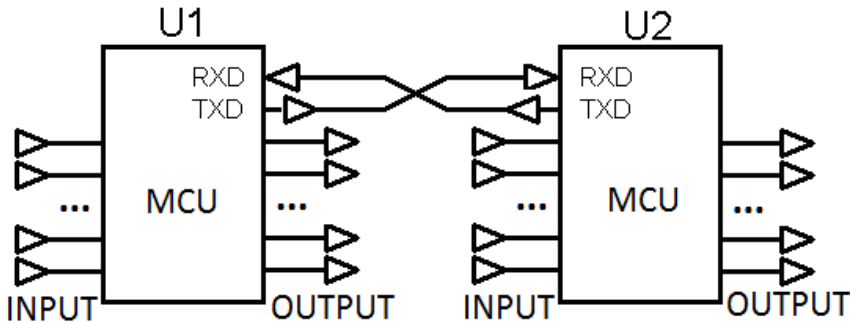 U1
U2
RXD
TXD
RXD
TXD
MCU
MCU
...
...
...
...
INPUT
OUTPUT
INPUT
OUTPUT